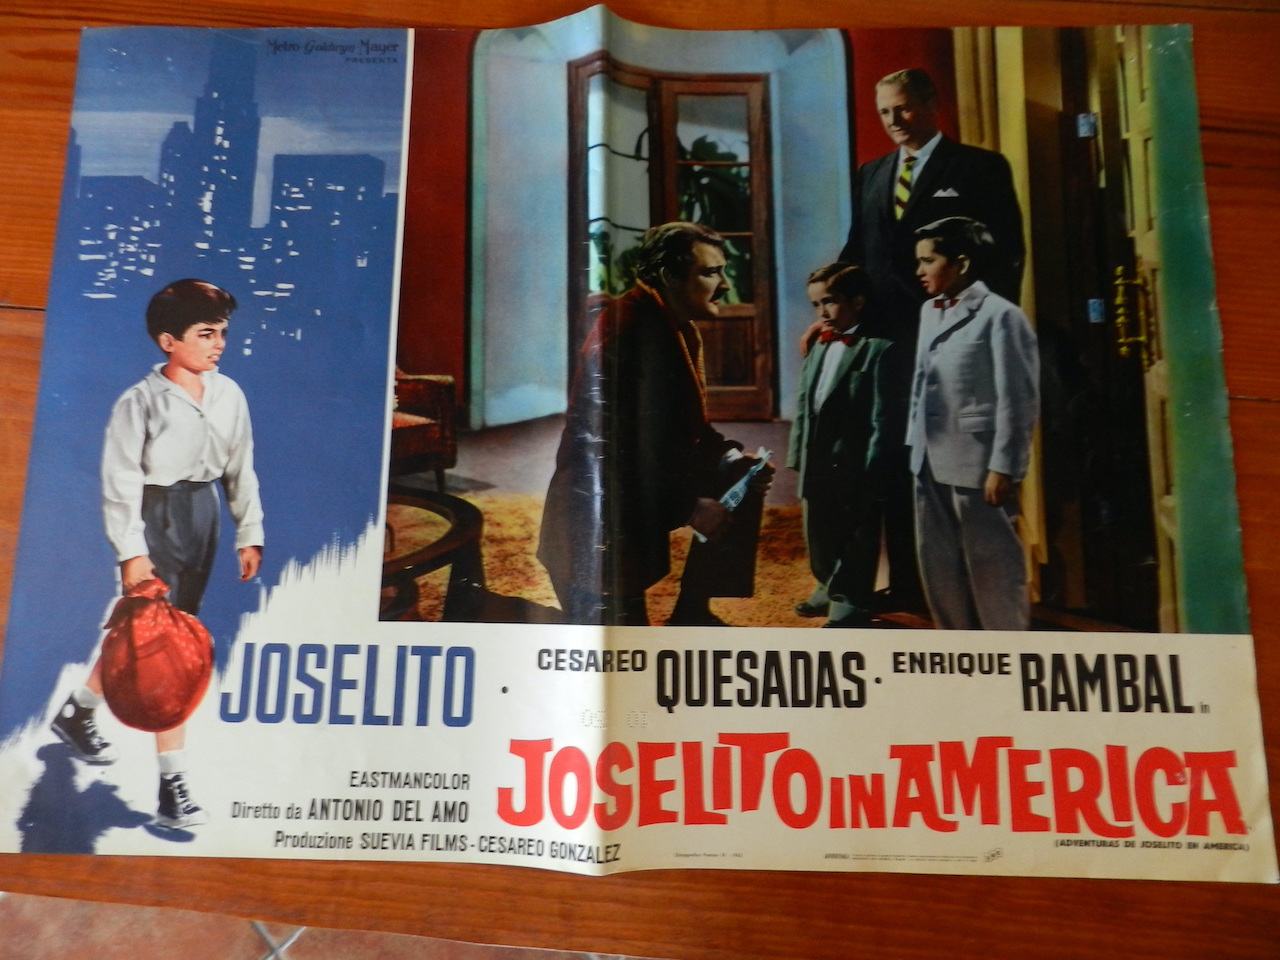 Metro-Goldwyn-Mayer
PRESENTA
JOSELITO · CESAREO QUESADAS · ENRIQUE RAMBAL in
JOSELITO IN AMERICA
(ADVENTURAS DE JOSELITO EN AMERICA)
EASTMANCOLOR
Diretto da ANTONIO DEL AMO
Produzione SUEVIA FILMS - CESAREO GONZALEZ